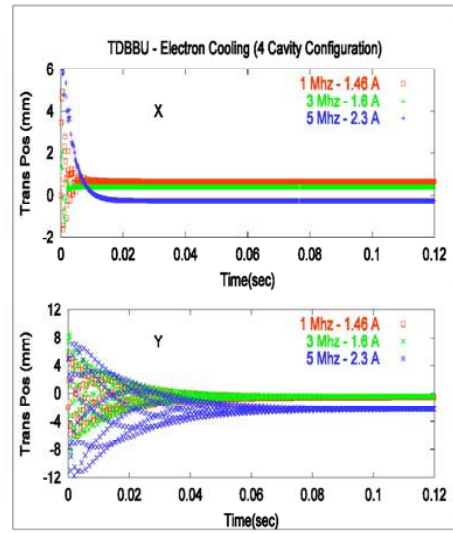 TDBBU - Electron Cooling (4 Cavity Configuration)
6
4
2
0
-2
Trans Pos (mm)
X
1 Mhz - 1.46 A
3 Mhz - 1.6 A
5 Mhz - 2.3 A
0 0.02 0.04 0.06 0.08 0.1 0.12
Time(sec)
12
8
4
0
-4
-8
-12
Trans Pos (mm)
Y
1 Mhz - 1.46 A
3 Mhz - 1.6 A
5 Mhz - 2.3 A
0 0.02 0.04 0.06 0.08 0.1 0.12
Time(sec)